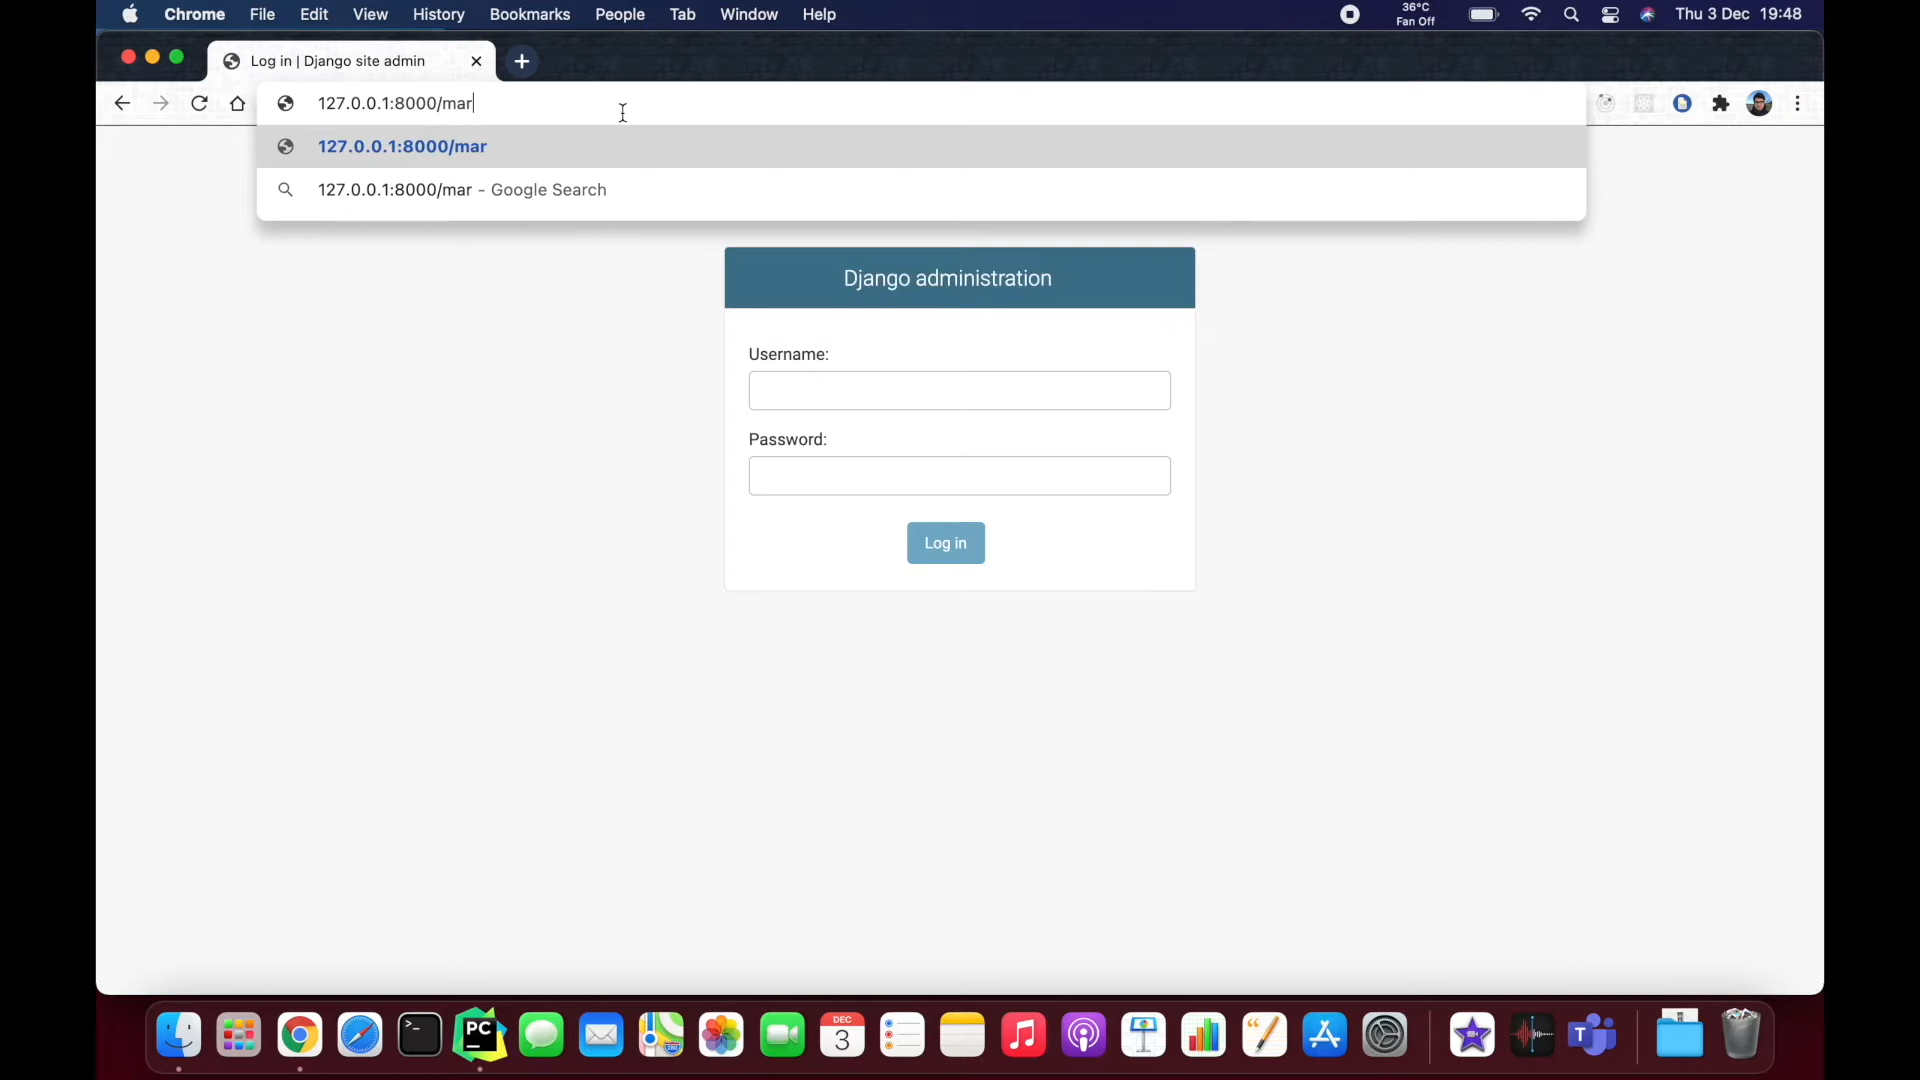 Chrome File Edit View History Bookmarks People Tab Window Help 36°C Fan Off Thu 3 Dec 19:48
Log in | Django site admin
127.0.0.1:8000/mar
127.0.0.1:8000/mar
127.0.0.1:8000/mar - Google Search
Django administration
Username:
Password:
Log in
>_ PC DEC 3 280 T W